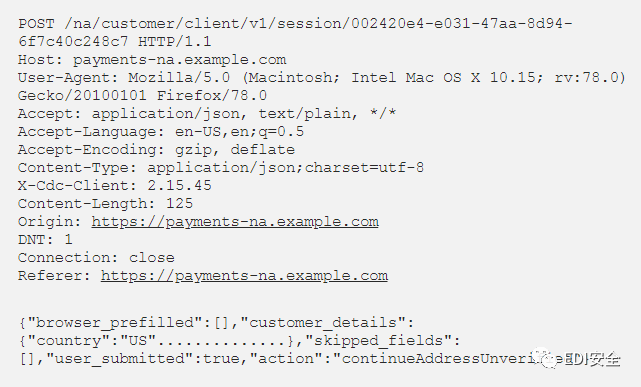 POST /na/customer/client/v1/session/002420e4-e031-47aa-8d94-
6f7c40c248c7 HTTP/1.1
Host: payments-na.example.com
User-Agent: Mozilla/5.0 (Macintosh; Intel Mac OS X 10.15; rv:78.0)
Gecko/20100101 Firefox/78.0
Accept: application/json, text/plain, */*
Accept-Language: en-US,en;q=0.5
Accept-Encoding: gzip, deflate
Content-Type: application/json;charset=utf-8
X-Cdc-Client: 2.15.45
Content-Length: 125
Origin: https://payments-na.example.com
DNT: 1
Connection: close
Referer: https://payments-na.example.com
{"browser_prefilled":[],"customer_details":
{"country":"US"..............},"skipped_fields":
[],"user_submitted":true,"action":"continueAddressUnveri
EDI安全